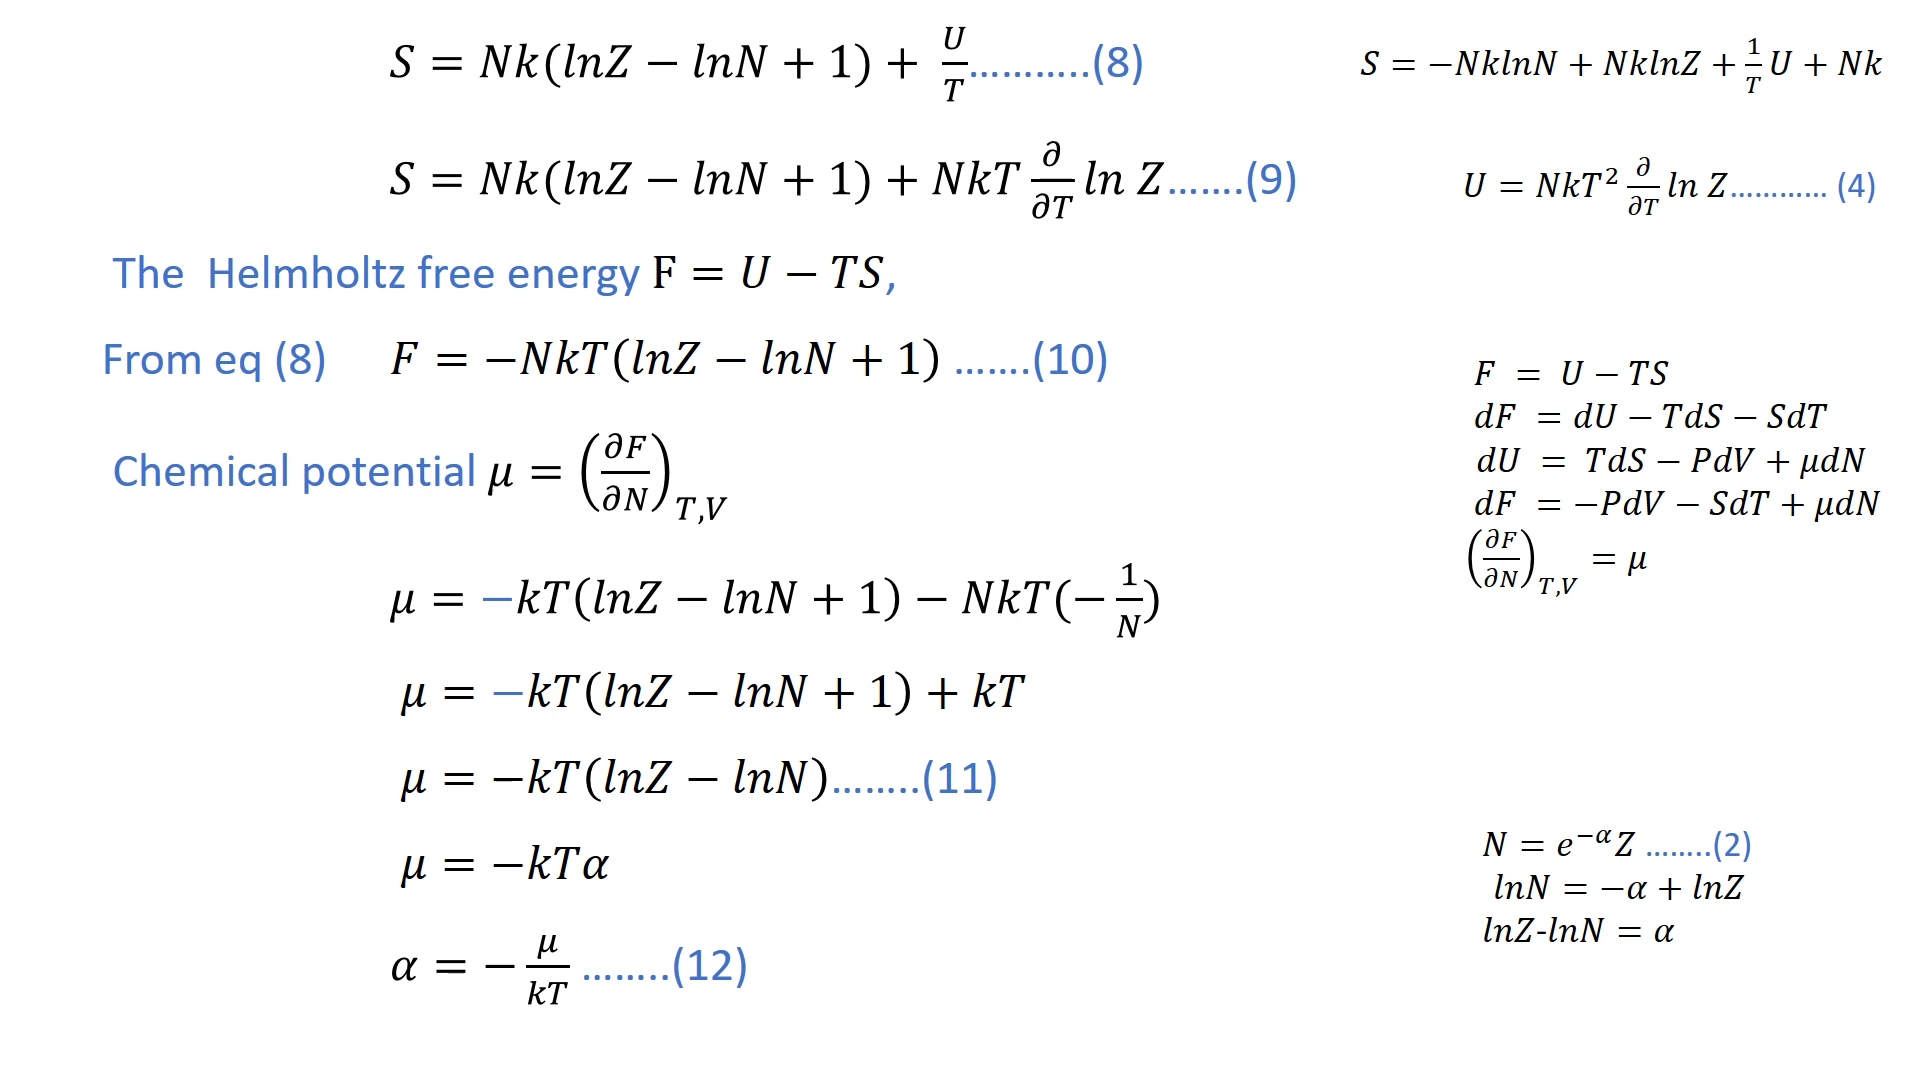 S = Nk(lnZ − lnN + 1) + U/T...........(8)
S = −NklnN + NklnZ + 1/T U + Nk
S = Nk(lnZ − lnN + 1) + NkT ∂/∂T ln Z.......(9)
U = NkT² ∂/∂T ln Z............ (4)
The Helmholtz free energy F = U − TS,
From eq (8) F = −NkT(lnZ − lnN + 1) .......(10)
Chemical potential μ = (∂F/∂N)_T,V
F = U − TS
dF = dU − TdS − SdT
dU = TdS − PdV + μdN
dF = −PdV − SdT + μdN
(∂F/∂N)_T,V = μ
μ = −kT(lnZ − lnN + 1) − NkT(− 1/N)
μ = −kT(lnZ − lnN + 1) + kT
μ = −kT(lnZ − lnN)........(11)
μ = −kTα
α = − μ/kT ........(12)
N = e^−α Z ........(2)
lnN = −α + lnZ
lnZ-lnN = α